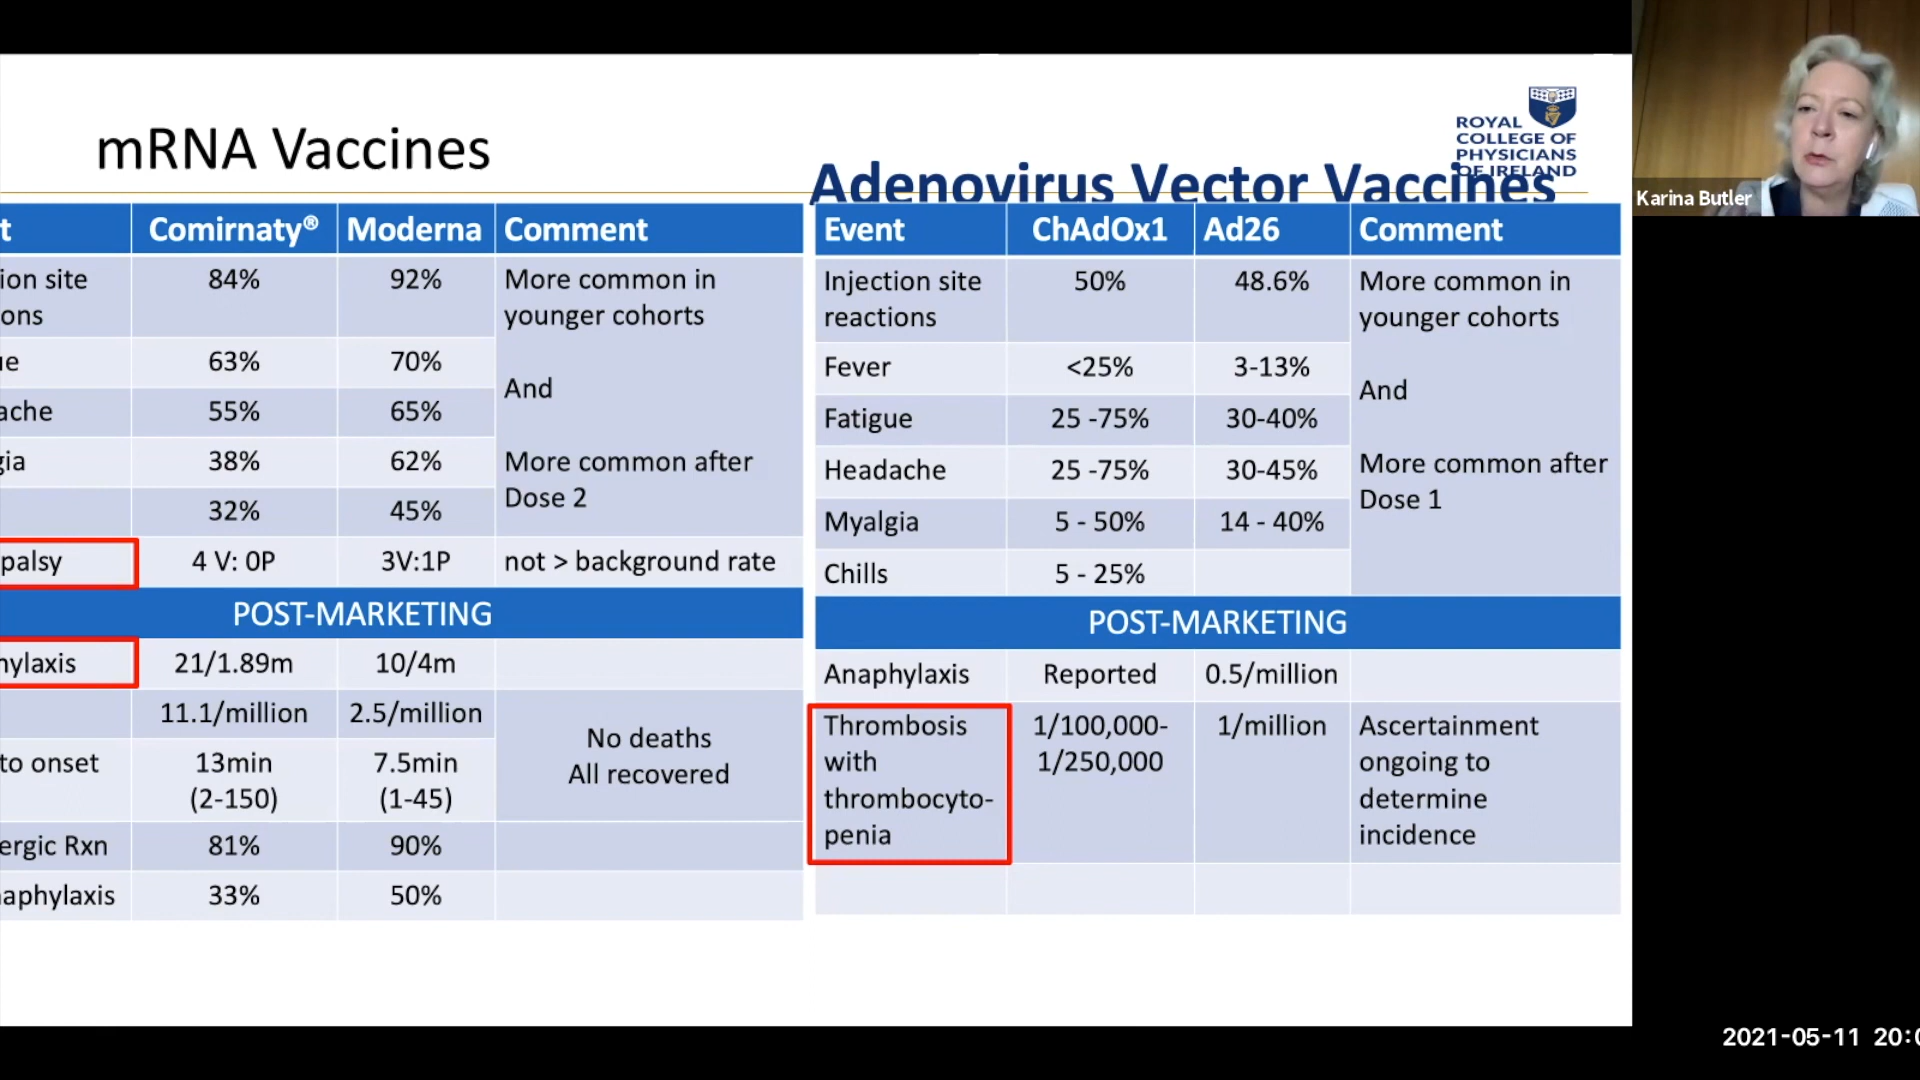 mRNA Vaccines
ROYAL
COLLEGE OF
PHYSICIANS
OF IRELAND
Adenovirus Vector Vaccines
Karina Butler
t Comirnaty® Moderna Comment
ion site 84% 92% More common in
ons younger cohorts
ue 63% 70%
And
ache 55% 65%
gia 38% 62% More common after
32% 45% Dose 2
palsy 4 V: 0P 3V:1P not > background rate
POST-MARKETING
hylaxis 21/1.89m 10/4m
11.1/million 2.5/million
No deaths
to onset 13min 7.5min All recovered
(2-150) (1-45)
ergic Rxn 81% 90%
aphylaxis 33% 50%
Event ChAdOx1 Ad26 Comment
Injection site 50% 48.6% More common in
reactions younger cohorts
Fever <25% 3-13%
And
Fatigue 25 -75% 30-40%
Headache 25 -75% 30-45% More common after
Dose 1
Myalgia 5 - 50% 14 - 40%
Chills 5 - 25%
POST-MARKETING
Anaphylaxis Reported 0.5/million
Thrombosis 1/100,000- 1/million Ascertainment
with 1/250,000 ongoing to
thrombocyto- determine
penia incidence
2021-05-11 20:0